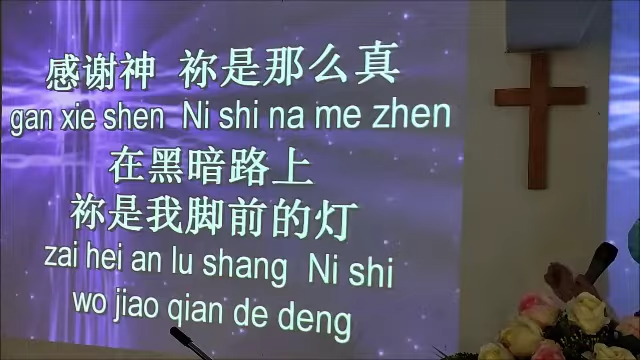 感谢神 祢是那么真
gan xie shen Ni shi na me zhen
在黑暗路上
祢是我脚前的灯
zai hei an lu shang Ni shi
wo jiao qian de deng